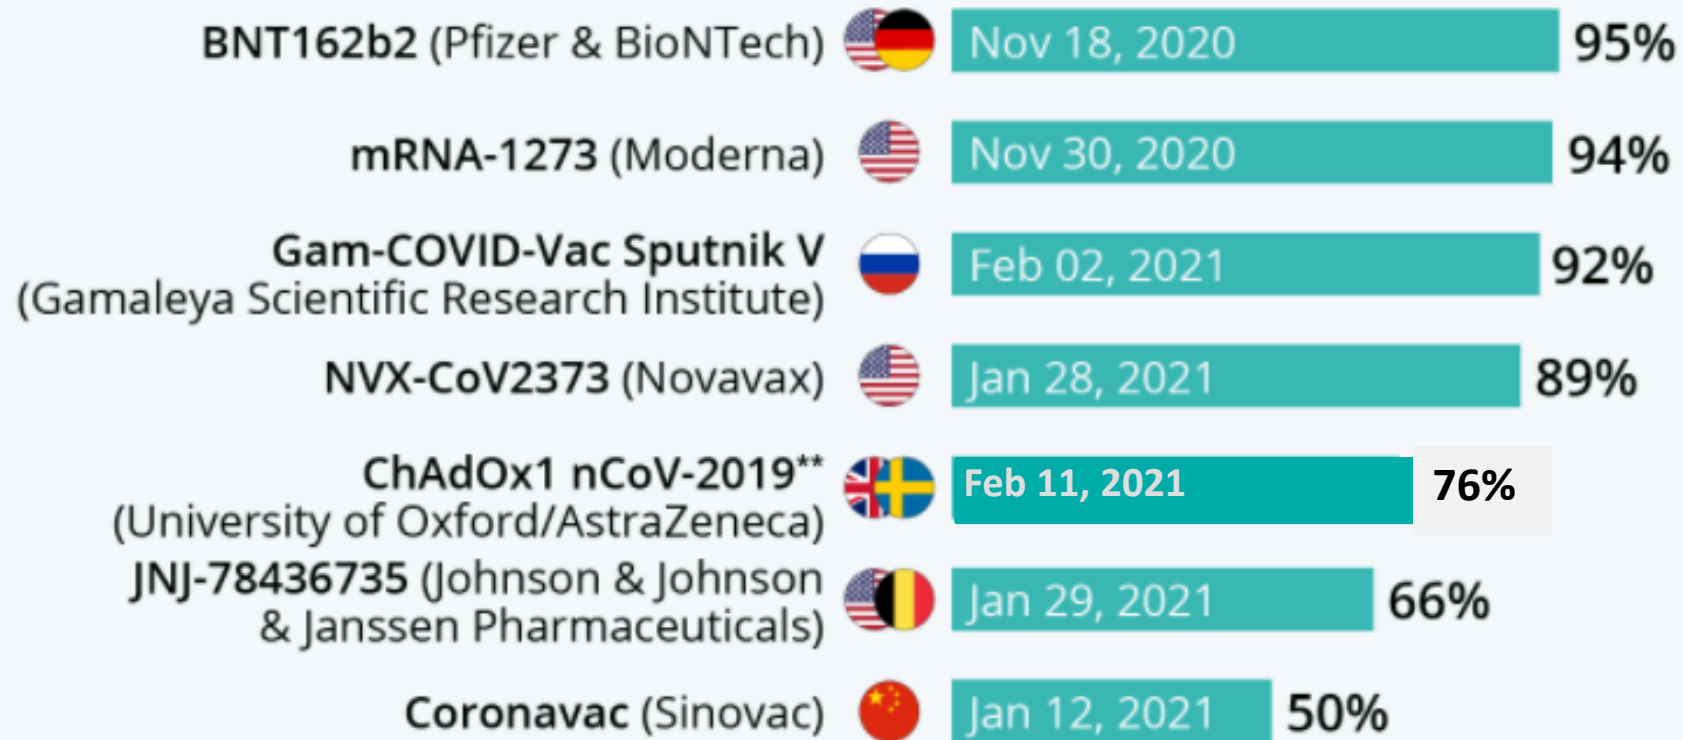 BNT162b2 (Pfizer & BioNTech) Nov 18, 2020 95%
mRNA-1273 (Moderna) Nov 30, 2020 94%
Gam-COVID-Vac Sputnik V
(Gamaleya Scientific Research Institute) Feb 02, 2021 92%
NVX-CoV2373 (Novavax) Jan 28, 2021 89%
ChAdOx1 nCoV-2019**
(University of Oxford/AstraZeneca) Feb 11, 2021 76%
JNJ-78436735 (Johnson & Johnson
& Janssen Pharmaceuticals) Jan 29, 2021 66%
Coronavac (Sinovac) Jan 12, 2021 50%